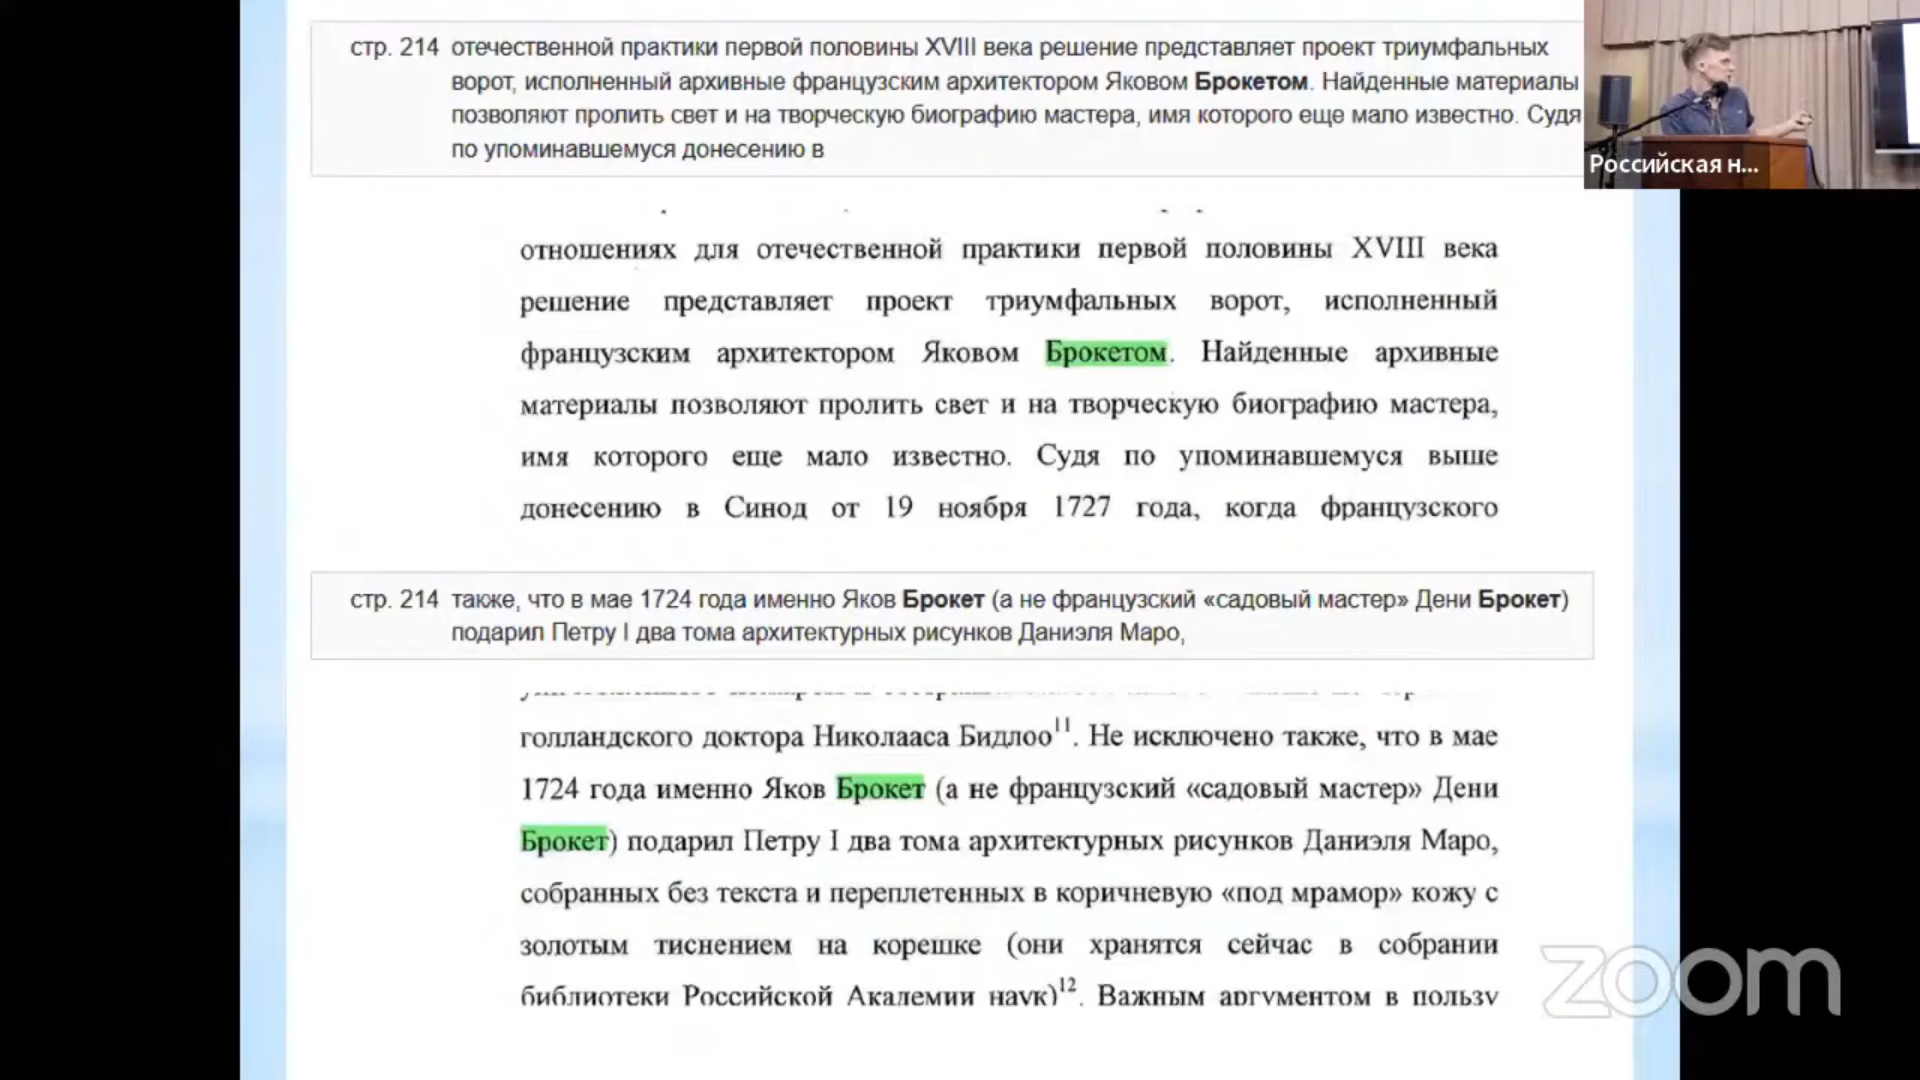 стр. 214 отечественной практики первой половины XVIII века решение представляет проект триумфальных
ворот, исполненный архивные французским архитектором Яковом Брокетом. Найденные материалы
позволяют пролить свет и на творческую биографию мастера, имя которого еще мало известно. Судя
по упоминавшемуся донесению в
Российская н...
отношениях для отечественной практики первой половины XVIII века
решение представляет проект триумфальных ворот, исполненный
французским архитектором Яковом Брокетом. Найденные архивные
материалы позволяют пролить свет и на творческую биографию мастера,
имя которого еще мало известно. Судя по упоминавшемуся выше
донесению в Синод от 19 ноября 1727 года, когда французского
стр. 214 также, что в мае 1724 года именно Яков Брокет (а не французский «садовый мастер» Дени Брокет)
подарил Петру I два тома архитектурных рисунков Даниэля Маро,
голландского доктора Николааса Бидлоо11. Не исключено также, что в мае
1724 года именно Яков Брокет (а не французский «садовый мастер» Дени
Брокет) подарил Петру I два тома архитектурных рисунков Даниэля Маро,
собранных без текста и переплетенных в коричневую «под мрамор» кожу с
золотым тиснением на корешке (они хранятся сейчас в собрании
библиотеки Российской Академии наук)12. Важным аргументом в пользу
zoom